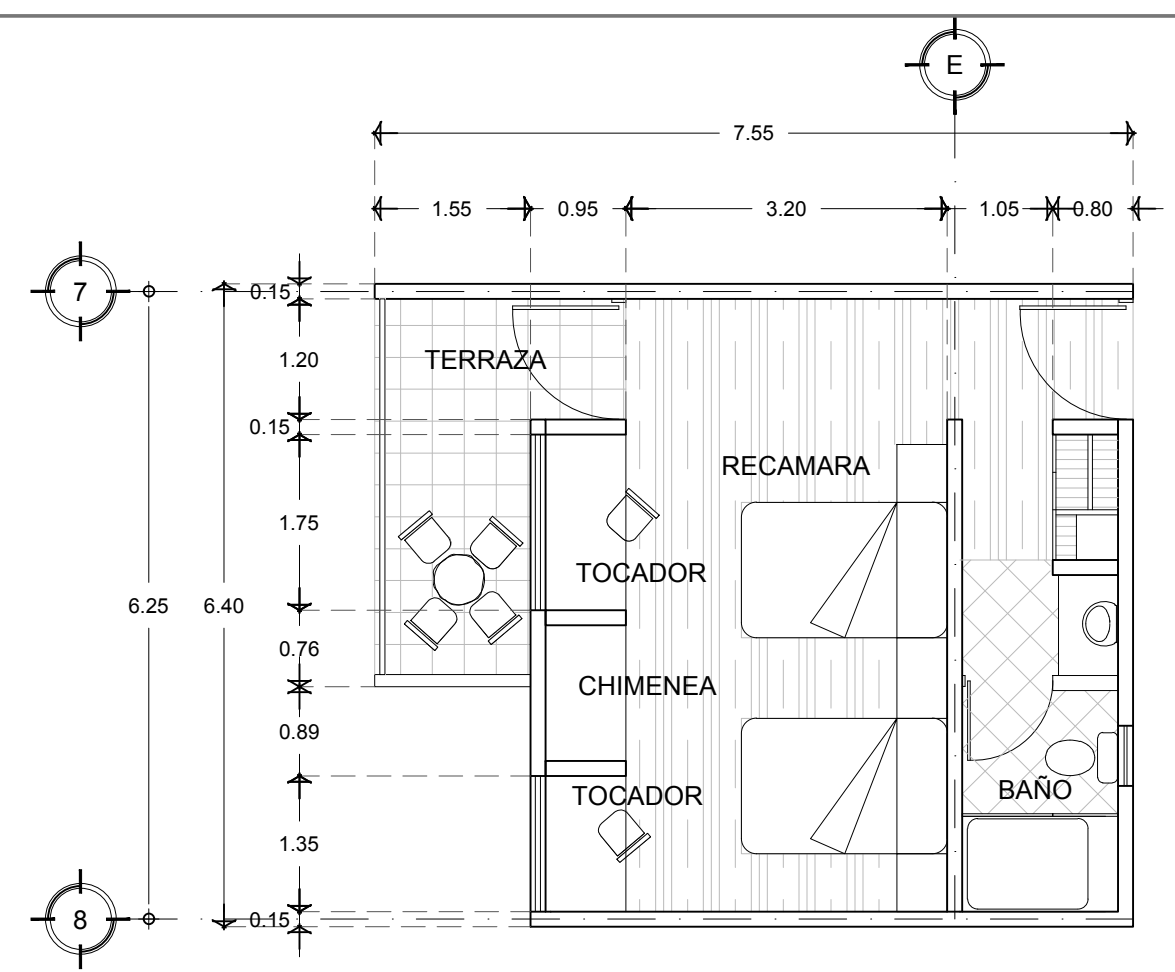 E
7.55
1.55 0.95 3.20 1.05 0.80
7
0.15
1.20
TERRAZA
0.15
RECAMARA
1.75
TOCADOR
6.25 6.40
0.76
CHIMENEA
0.89
TOCADOR
BAÑO
1.35
8
0.15